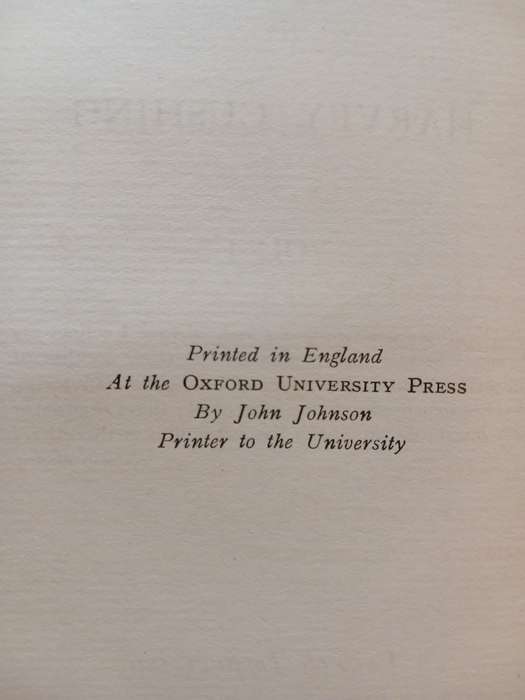 Printed in England
At the OXFORD UNIVERSITY PRESS
By John Johnson
Printer to the University